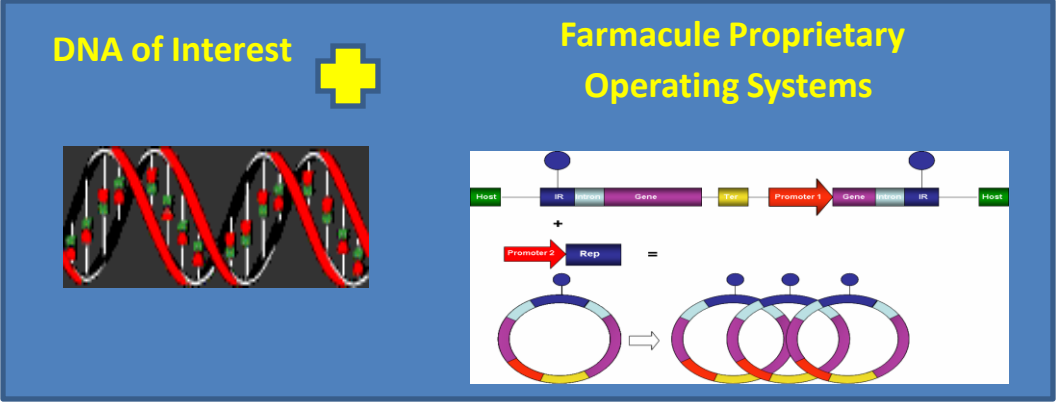 DNA of Interest
Farmacule Proprietary
Operating Systems
Host IR Intron Gene Ter Promoter 1 Gene Intron IR Host
+
Promoter 2 Rep =